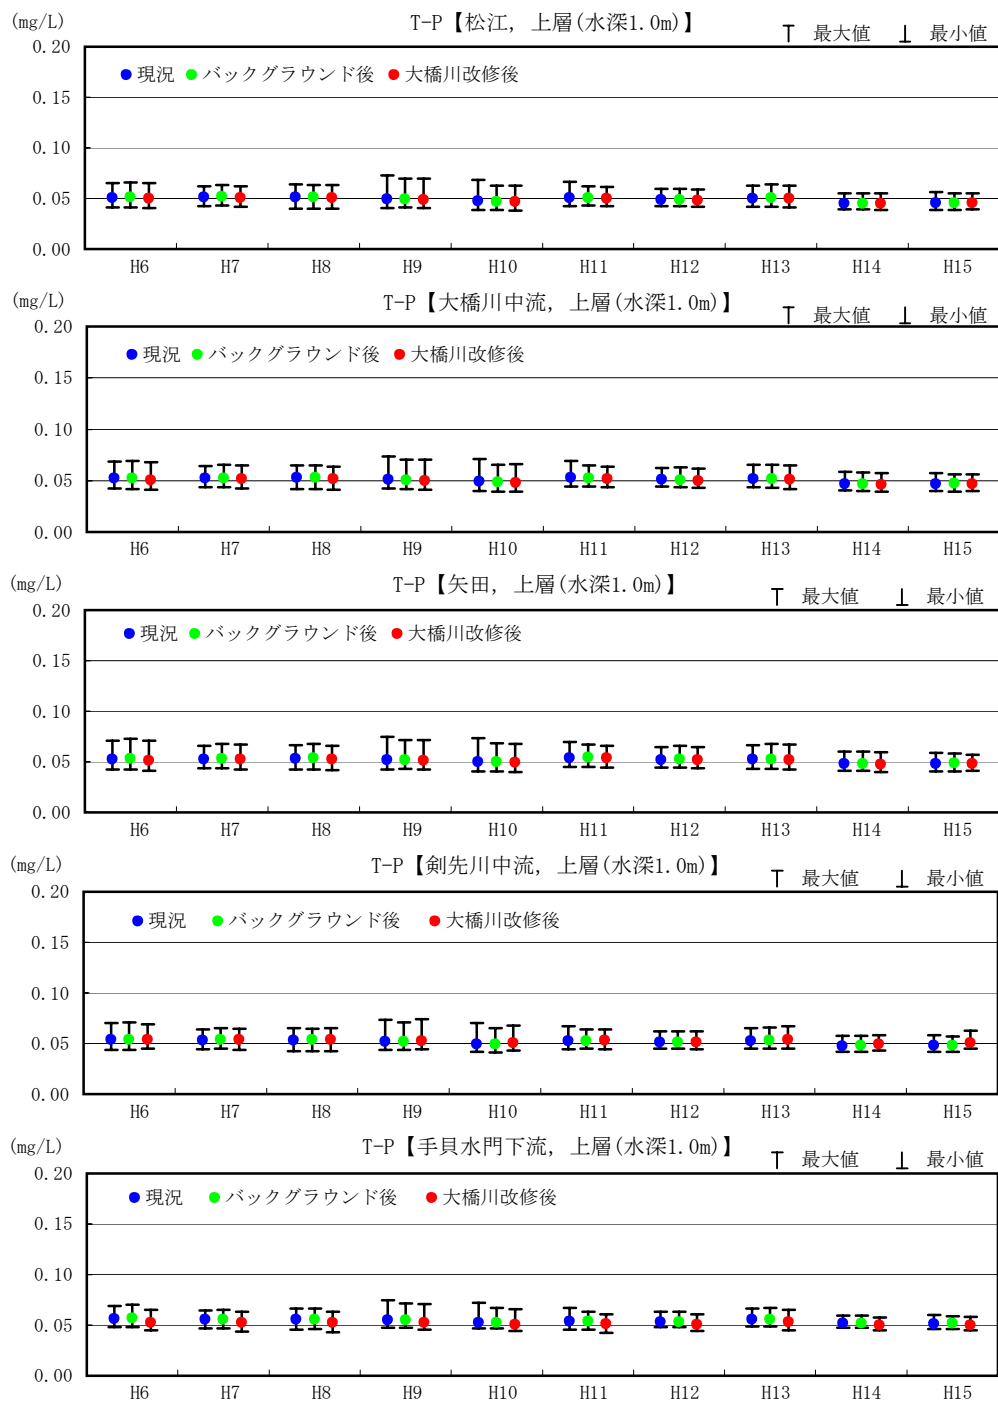 (mg/L) T-P【松江, 上層(水深1.0m)】 最大値 最小値
0.20
● 現況 ● バックグラウンド後 ● 大橋川改修後
0.15
0.10
0.05
0.00
H6 H7 H8 H9 H10 H11 H12 H13 H14 H15
(mg/L) T-P【大橋川中流, 上層(水深1.0m)】 最大値 最小値
0.20
● 現況 ● バックグラウンド後 ● 大橋川改修後
0.15
0.10
0.05
0.00
H6 H7 H8 H9 H10 H11 H12 H13 H14 H15
(mg/L) T-P【矢田, 上層(水深1.0m)】 最大値 最小値
0.20
● 現況 ● バックグラウンド後 ● 大橋川改修後
0.15
0.10
0.05
0.00
H6 H7 H8 H9 H10 H11 H12 H13 H14 H15
(mg/L) T-P【剣先川中流, 上層(水深1.0m)】 最大値 最小値
0.20
● 現況 ● バックグラウンド後 ● 大橋川改修後
0.15
0.10
0.05
0.00
H6 H7 H8 H9 H10 H11 H12 H13 H14 H15
(mg/L) T-P【手貝水門下流, 上層(水深1.0m)】 最大値 最小値
0.20
● 現況 ● バックグラウンド後 ● 大橋川改修後
0.15
0.10
0.05
0.00
H6 H7 H8 H9 H10 H11 H12 H13 H14 H15